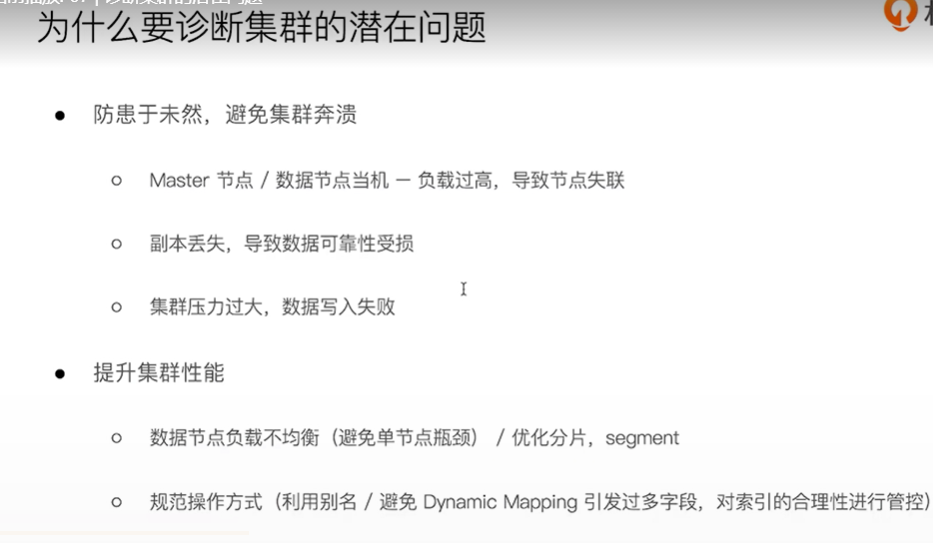 为什么要诊断集群的潜在问题
防患于未然，避免集群奔溃
Master 节点 / 数据节点当机 — 负载过高，导致节点失联
副本丢失，导致数据可靠性受损
集群压力过大，数据写入失败
提升集群性能
数据节点负载不均衡（避免单节点瓶颈） / 优化分片，segment
规范操作方式（利用别名 / 避免 Dynamic Mapping 引发过多字段，对索引的合理性进行管控）